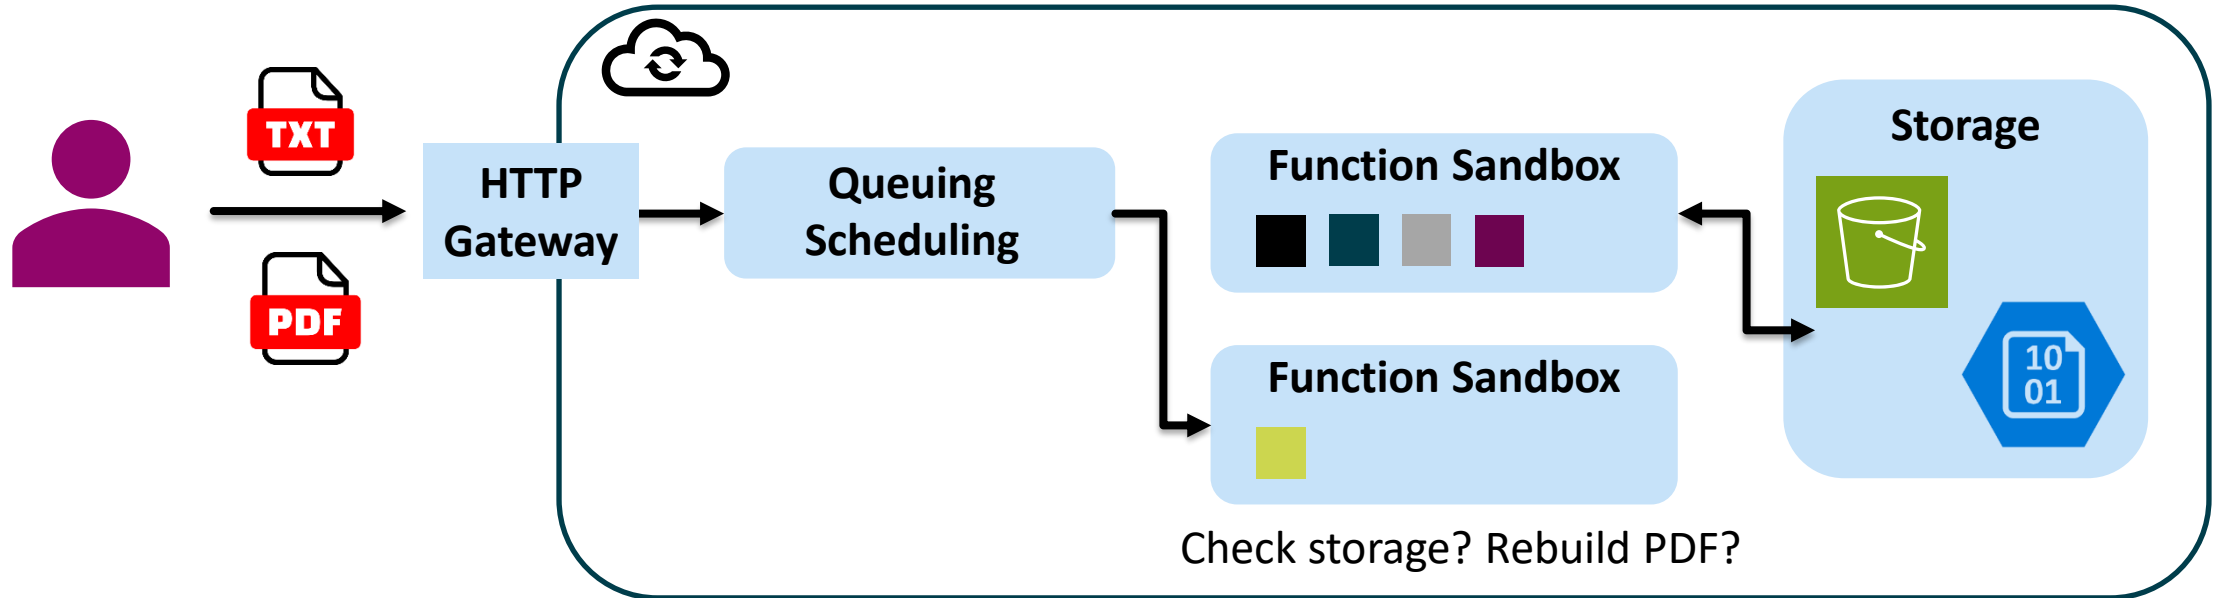 TXT
PDF
HTTP
Gateway
Queuing
Scheduling
Function Sandbox
Function Sandbox
Check storage? Rebuild PDF?
Storage
10
01